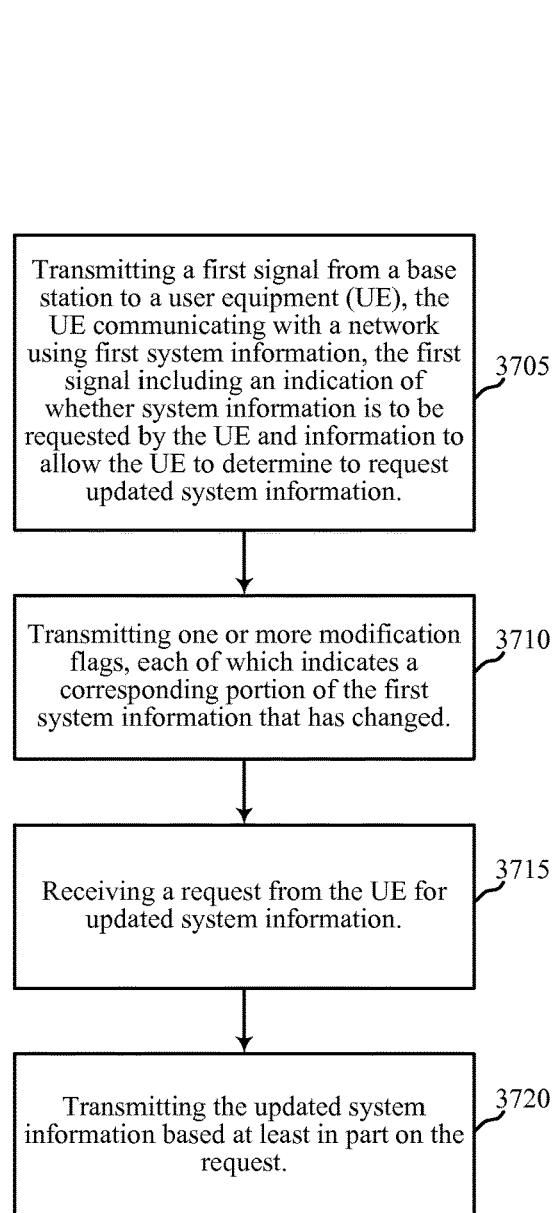 Transmitting a first signal from a base
station to a user equipment (UE), the
UE communicating with a network
using first system information, the first
signal including an indication of
whether system information is to be
requested by the UE and information to
allow the UE to determine to request
updated system information.
3705
Transmitting one or more modification
flags, each of which indicates a
corresponding portion of the first
system information that has changed.
3710
Receiving a request from the UE for
updated system information.
3715
Transmitting the updated system
information based at least in part on the
request.
3720